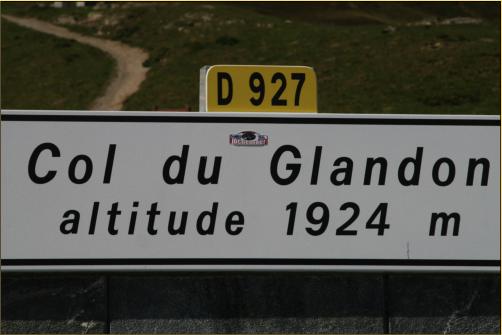 D 927
Col du Glandon
altitude 1924 m